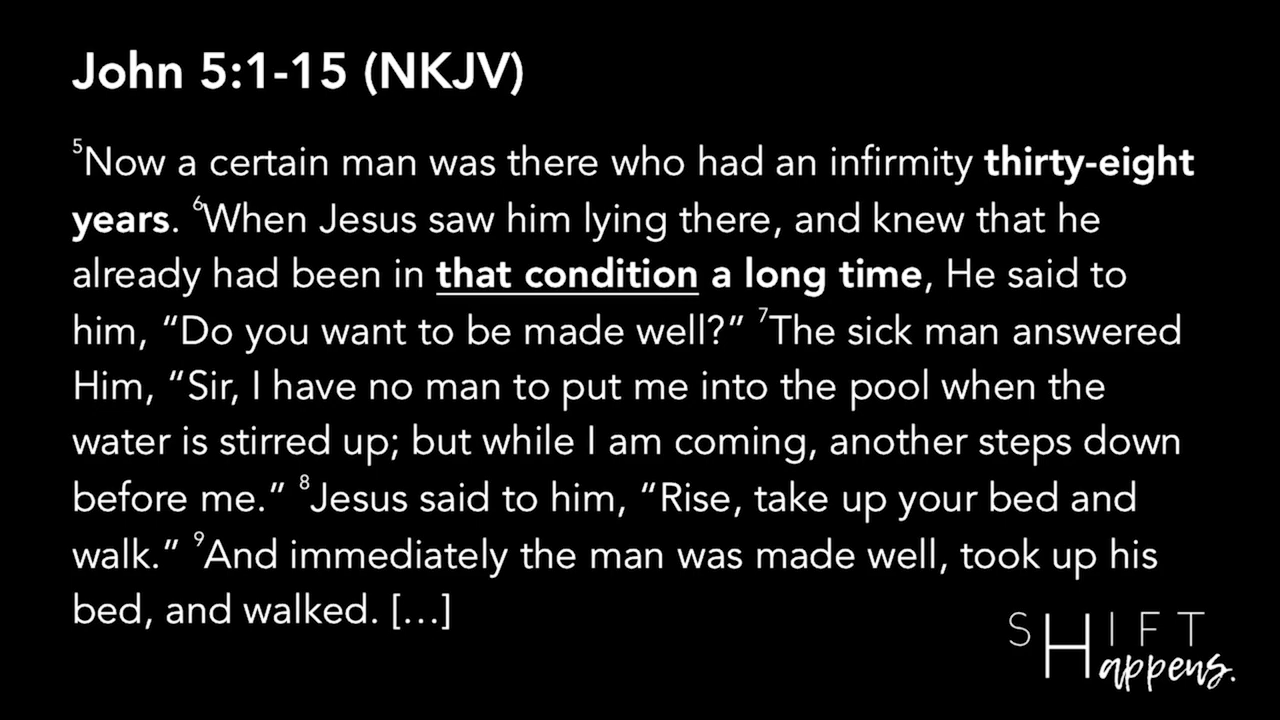 John 5:1-15 (NKJV)
⁵Now a certain man was there who had an infirmity thirty-eight
years. ⁶When Jesus saw him lying there, and knew that he
already had been in that condition a long time, He said to
him, “Do you want to be made well?” ⁷The sick man answered
Him, “Sir, I have no man to put me into the pool when the
water is stirred up; but while I am coming, another steps down
before me.” ⁸Jesus said to him, “Rise, take up your bed and
walk.” ⁹And immediately the man was made well, took up his
bed, and walked. […]
SHIFT
Happens.